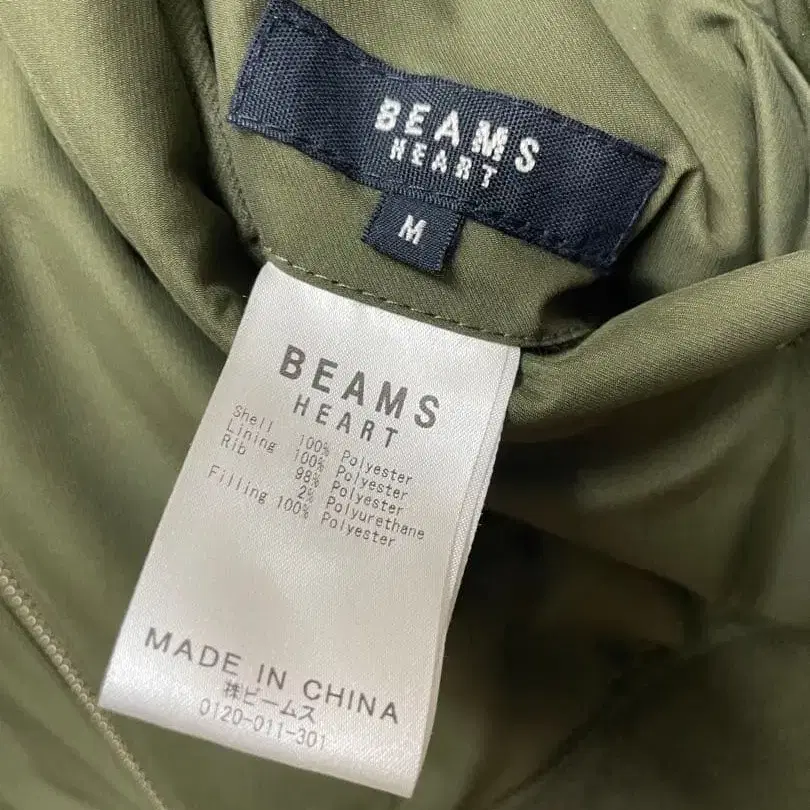 BEAMS
HEART
M
BEAMS
HEART
Shell 100% Polyester
Lining 100% Polyester
Rib 98% Polyester
2% Polyurethane
Filling 100% Polyester
MADE IN CHINA
㈱ビームス
0120-011-301